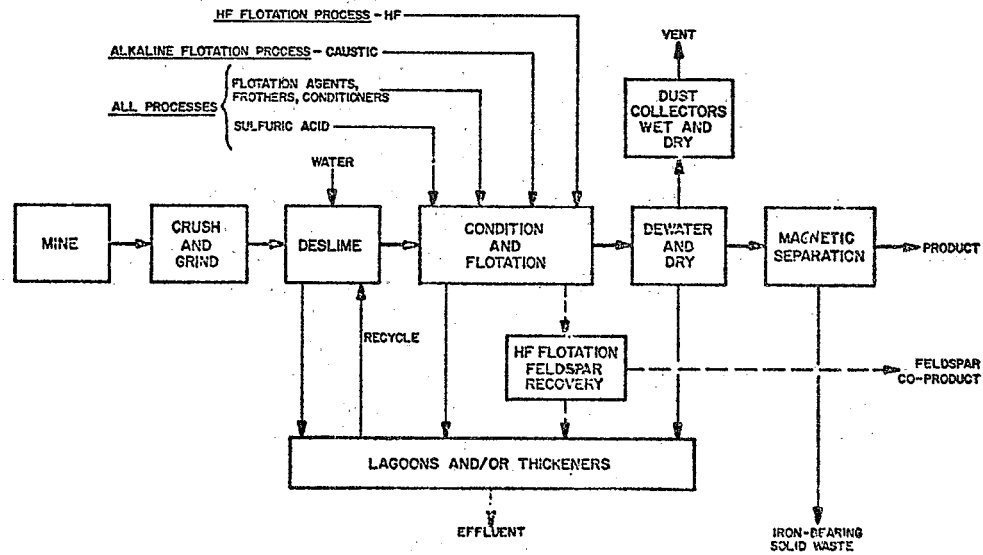 HF FLOTATION PROCESS - HF
ALKALINE FLOTATION PROCESS - CAUSTIC
ALL PROCESSES
FLOTATION AGENTS,
FROTHERS, CONDITIONERS
SULFURIC ACID
WATER
VENT
DUST
COLLECTORS
WET AND
DRY
MINE
CRUSH
AND
GRIND
DESLIME
CONDITION
AND
FLOTATION
DEWATER
AND
DRY
MAGNETIC
SEPARATION
PRODUCT
RECYCLE
HF FLOTATION
FELDSPAR
RECOVERY
FELDSPAR
CO-PRODUCT
LAGOONS AND/OR THICKENERS
EFFLUENT
IRON-BEARING
SOLID WASTE